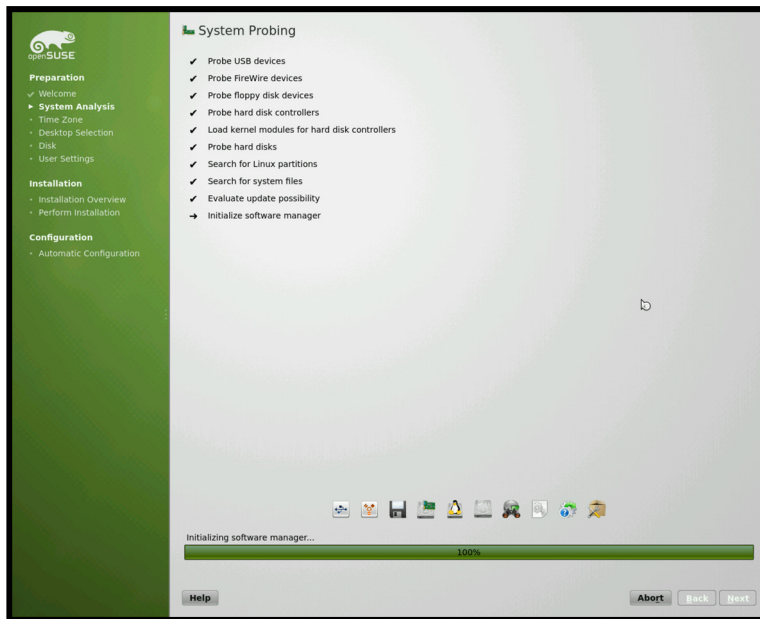 openSUSE
Preparation
Welcome
System Analysis
Time Zone
Desktop Selection
Disk
User Settings
Installation
Installation Overview
Perform Installation
Configuration
Automatic Configuration
System Probing
Probe USB devices
Probe FireWire devices
Probe floppy disk devices
Probe hard disk controllers
Load kernel modules for hard disk controllers
Probe hard disks
Search for Linux partitions
Search for system files
Evaluate update possibility
Initialize software manager
Initializing software manager...
100%
Help
Abort
Back
Next